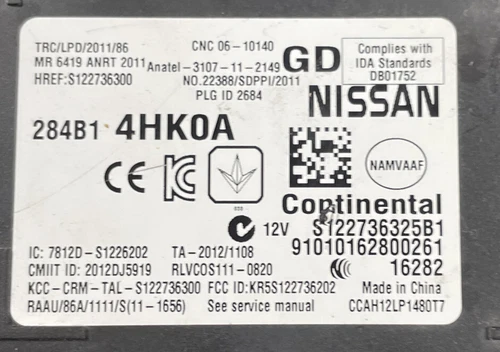 TRC/LPD/2011/86
CNC 06-10140
GD
Complies with
IDA Standards
DB01752
MR 6419 ANRT 2011
Anatel-3107-11-2149
HREF:S122736300
NO.22388/SDPPI/2011
PLG ID 2684
NISSAN
284B1 4HK0A
CE
NAMVAAF
Continental
12V S122736325B1
91010162800261
IC: 7812D-S1226202 TA-2012/1108
CMIIT ID: 2012DJ5919 RLVCOS111-0820
16282
KCC-CRM-TAL-S122736300 FCC ID:KR5S122736202
Made in China
RAAU/86A/1111/S(11-1656) See service manual
CCAH12LP1480T7